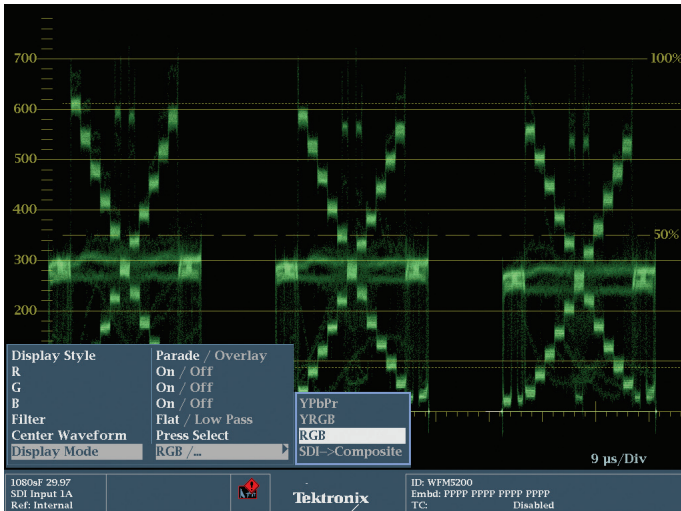 700
100%
600
500
400
50%
300
200
Display Style Parade / Overlay
R On / Off
G On / Off
B On / Off
Filter Flat / Low Pass
Center Waveform Press Select
Display Mode RGB /...
YPbPr
YRGB
RGB
SDI–>Composite
9 µs/Div
1080sF 29.97
SDI Input 1A
Ref: Internal
Tektronix
ID: WFM5200
Embd: PPPP PPPP PPPP PPPP
TC: Disabled